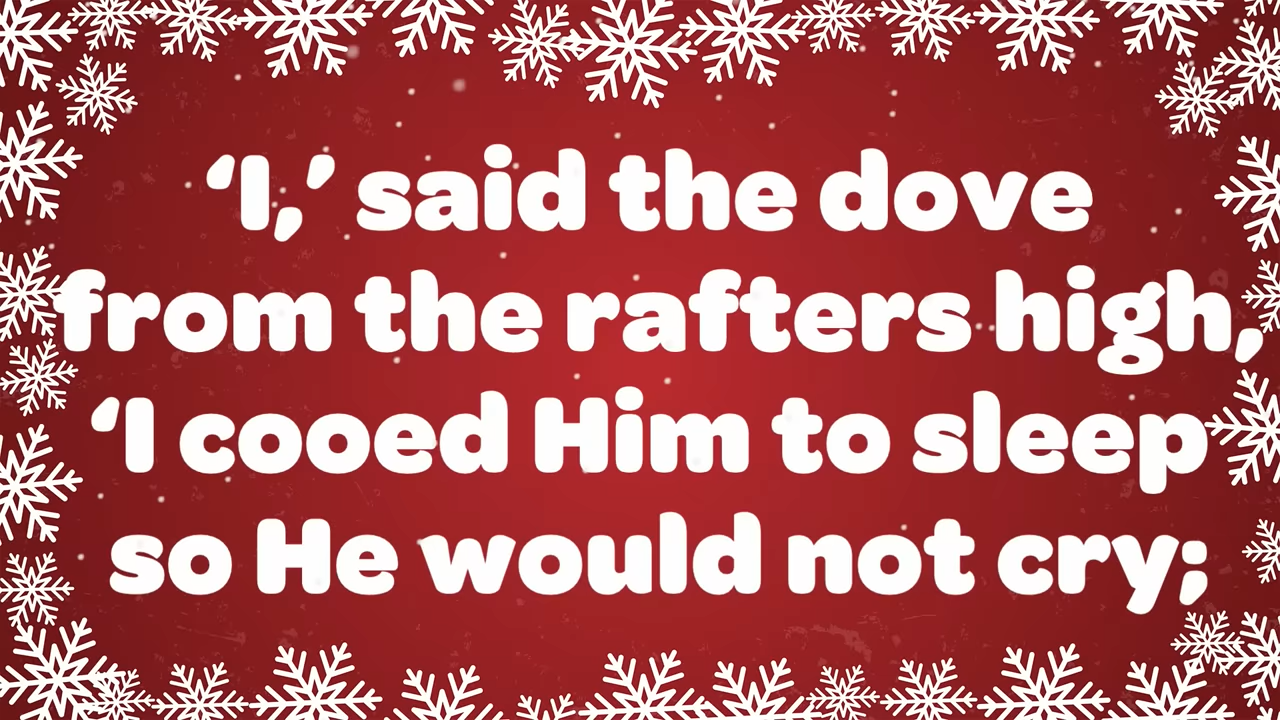 ‘I,’ said the dove
from the rafters high,
‘I cooed Him to sleep
so He would not cry;